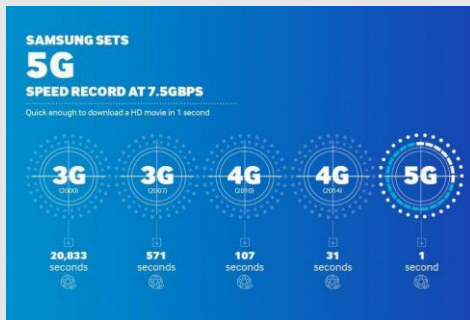 SAMSUNG SETS
5G
SPEED RECORD AT 7.5GBPS
Quick enough to download a HD movie in 1 second
3G 3G 4G 4G 5G
(2000) (2007) (2010) (2014)
20,833 571 107 31 1
seconds seconds seconds seconds second